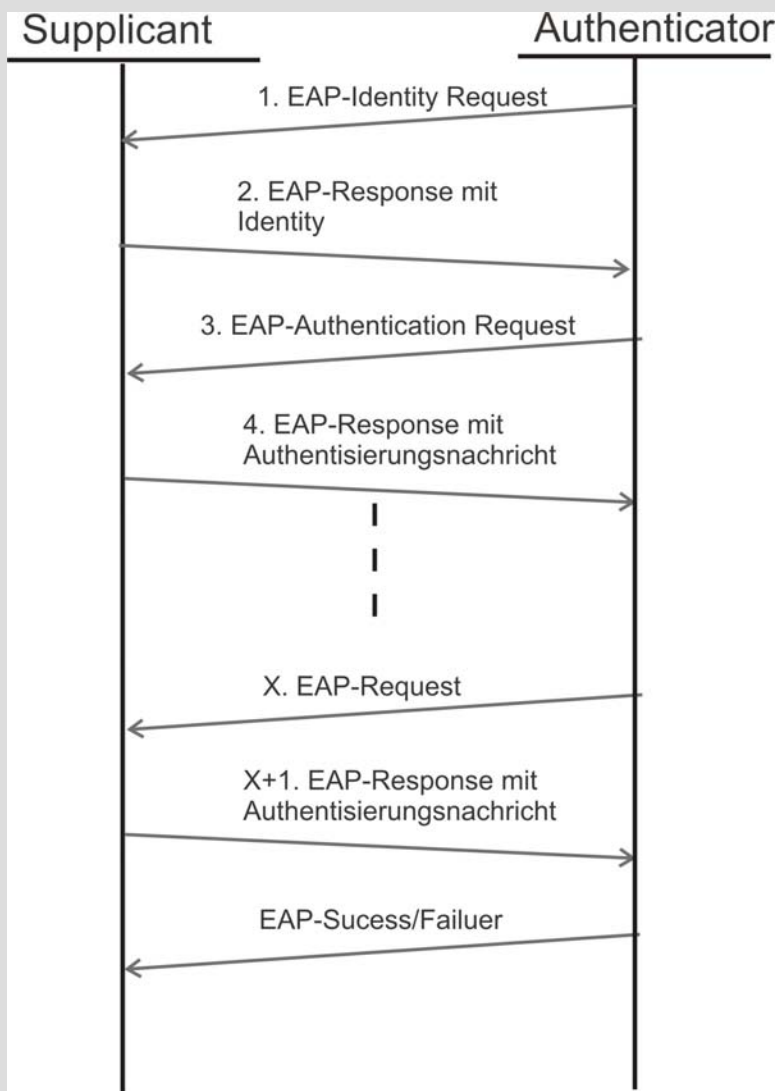 Supplicant
Authenticator
1. EAP-Identity Request
2. EAP-Response mit
Identity
3. EAP-Authentication Request
4. EAP-Response mit
Authentisierungsnachricht
X. EAP-Request
X+1. EAP-Response mit
Authentisierungsnachricht
EAP-Sucess/Failuer